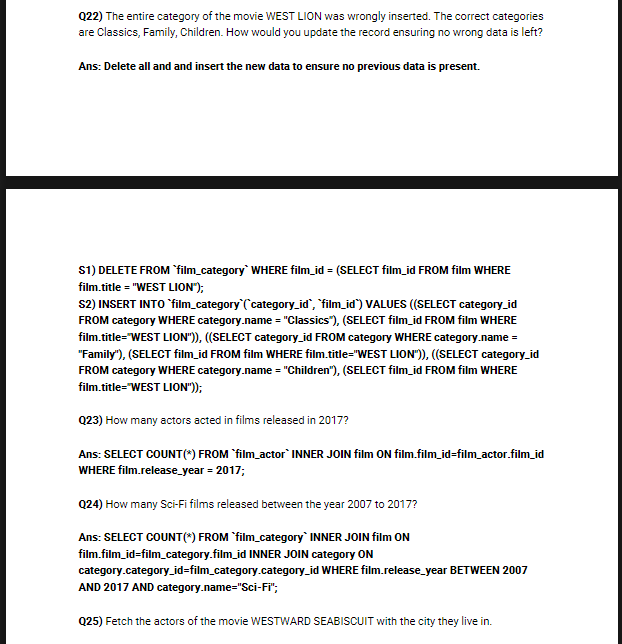 Q22) The entire category of the movie WEST LION was wrongly inserted. The correct categories
are Classics, Family, Children. How would you update the record ensuring no wrong data is left?
Ans: Delete all and and insert the new data to ensure no previous data is present.
S1) DELETE FROM `film_category` WHERE film_id = (SELECT film_id FROM film WHERE
film.title = "WEST LION");
S2) INSERT INTO `film_category`(`category_id`, `film_id`) VALUES ((SELECT category_id
FROM category WHERE category.name = "Classics"), (SELECT film_id FROM film WHERE
film.title="WEST LION")), ((SELECT category_id FROM category WHERE category.name =
"Family"), (SELECT film_id FROM film WHERE film.title="WEST LION")), ((SELECT category_id
FROM category WHERE category.name = "Children"), (SELECT film_id FROM film WHERE
film.title="WEST LION"));
Q23) How many actors acted in films released in 2017?
Ans: SELECT COUNT(*) FROM `film_actor` INNER JOIN film ON film.film_id=film_actor.film_id
WHERE film.release_year = 2017;
Q24) How many Sci-Fi films released between the year 2007 to 2017?
Ans: SELECT COUNT(*) FROM `film_category` INNER JOIN film ON
film.film_id=film_category.film_id INNER JOIN category ON
category.category_id=film_category.category_id WHERE film.release_year BETWEEN 2007
AND 2017 AND category.name="Sci-Fi";
Q25) Fetch the actors of the movie WESTWARD SEABISCUIT with the city they live in.